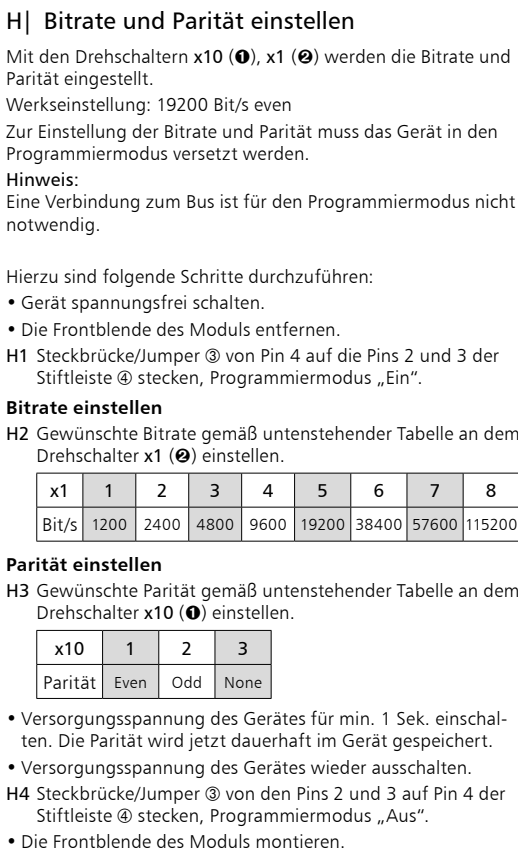 H| Bitrate und Parität einstellen
Mit den Drehschaltern x10 (❶), x1 (❷) werden die Bitrate und
Parität eingestellt.
Werkseinstellung: 19200 Bit/s even
Zur Einstellung der Bitrate und Parität muss das Gerät in den
Programmiermodus versetzt werden.
Hinweis:
Eine Verbindung zum Bus ist für den Programmiermodus nicht
notwendig.
Hierzu sind folgende Schritte durchzuführen:
• Gerät spannungsfrei schalten.
• Die Frontblende des Moduls entfernen.
H1 Steckbrücke/Jumper ③ von Pin 4 auf die Pins 2 und 3 der
Stiftleiste ④ stecken, Programmiermodus „Ein".
Bitrate einstellen
H2 Gewünschte Bitrate gemäß untenstehender Tabelle an dem
Drehschalter x1 (❷) einstellen.
x1 1 2 3 4 5 6 7 8
Bit/s 1200 2400 4800 9600 19200 38400 57600 115200
Parität einstellen
H3 Gewünschte Parität gemäß untenstehender Tabelle an dem
Drehschalter x10 (❶) einstellen.
x10 1 2 3
Parität Even Odd None
• Versorgungsspannung des Gerätes für min. 1 Sek. einschal-
ten. Die Parität wird jetzt dauerhaft im Gerät gespeichert.
• Versorgungsspannung des Gerätes wieder ausschalten.
H4 Steckbrücke/Jumper ③ von den Pins 2 und 3 auf Pin 4 der
Stiftleiste ④ stecken, Programmiermodus „Aus".
• Die Frontblende des Moduls montieren.